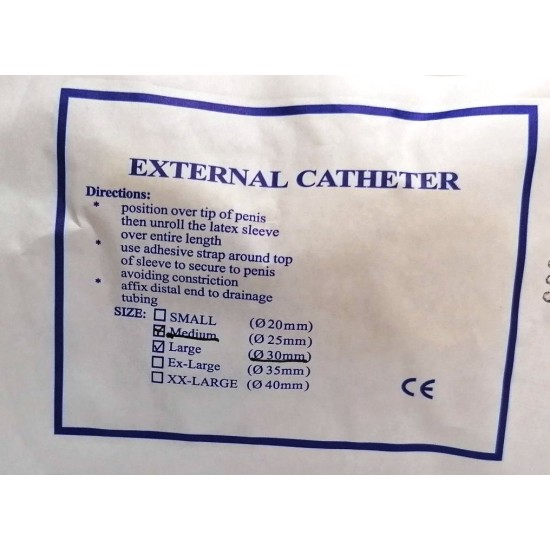 EXTERNAL CATHETER
Directions:
* position over tip of penis
then unroll the latex sleeve
over entire length
* use adhesive strap around top
of sleeve to secure to penis
avoiding constriction
* affix distal end to drainage
tubing
SIZE: SMALL (Ø20mm)
Medium (Ø25mm)
Large (Ø30mm)
Ex-Large (Ø35mm)
XX-LARGE (Ø40mm)
CE